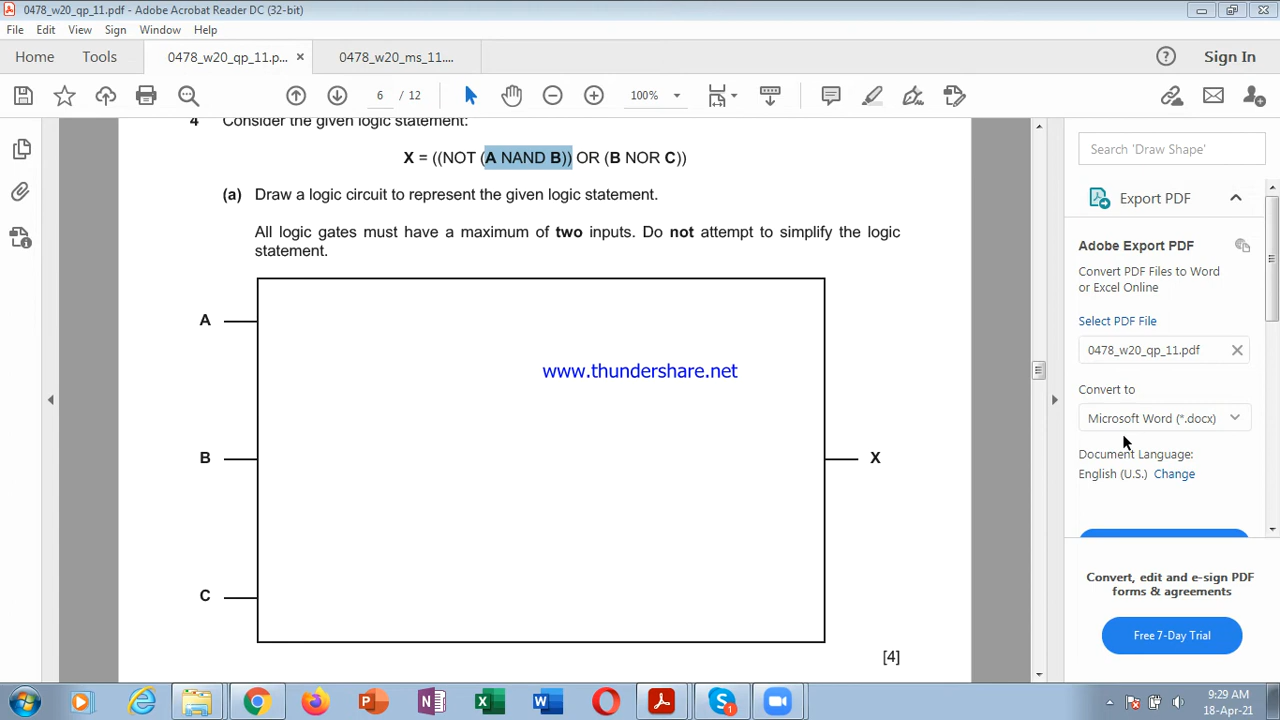 0478_w20_qp_11.pdf - Adobe Acrobat Reader DC (32-bit)
File Edit View Sign Window Help
Home Tools 0478_w20_qp_11.p... × 0478_w20_ms_11.... Sign In
6 / 12 100%
4 Consider the given logic statement:
X = ((NOT (A NAND B)) OR (B NOR C))
(a) Draw a logic circuit to represent the given logic statement.
All logic gates must have a maximum of two inputs. Do not attempt to simplify the logic
statement.
A
www.thundershare.net
B
X
C
[4]
Search 'Draw Shape'
Export PDF
Adobe Export PDF
Convert PDF Files to Word
or Excel Online
Select PDF File
0478_w20_qp_11.pdf
Convert to
Microsoft Word (*.docx)
Document Language:
English (U.S.) Change
Convert, edit and e-sign PDF
forms & agreements
Free 7-Day Trial
9:29 AM
18-Apr-21